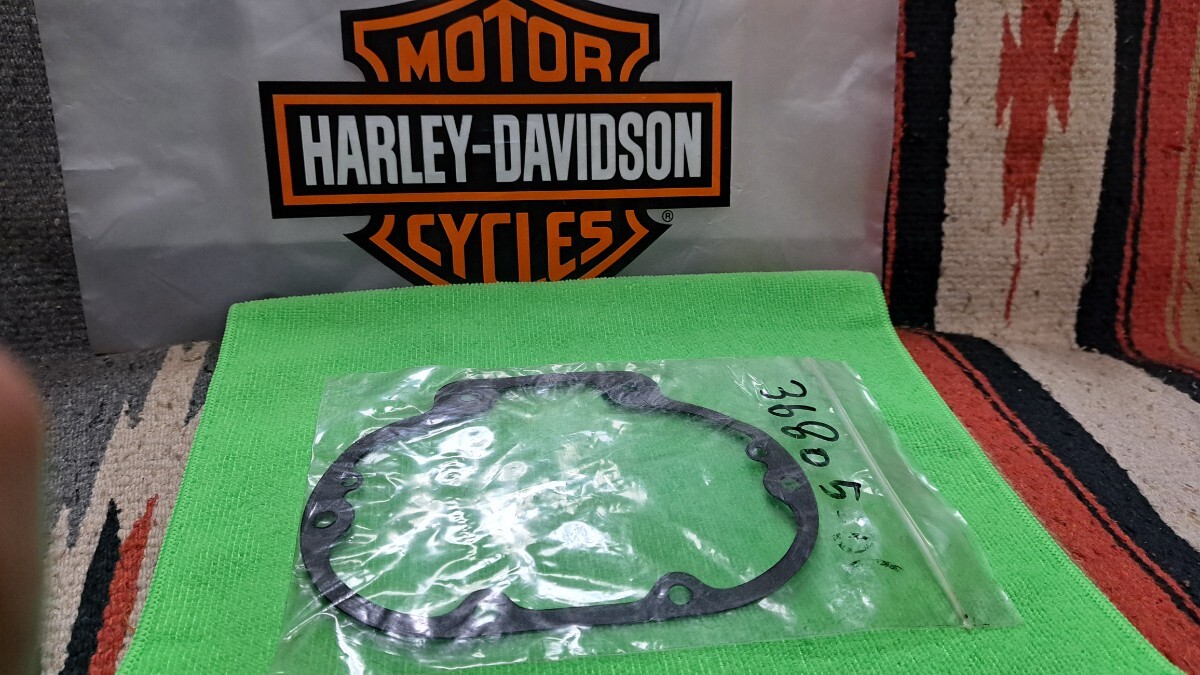 MOTOR
HARLEY-DAVIDSON
CYCLES
®
36805-